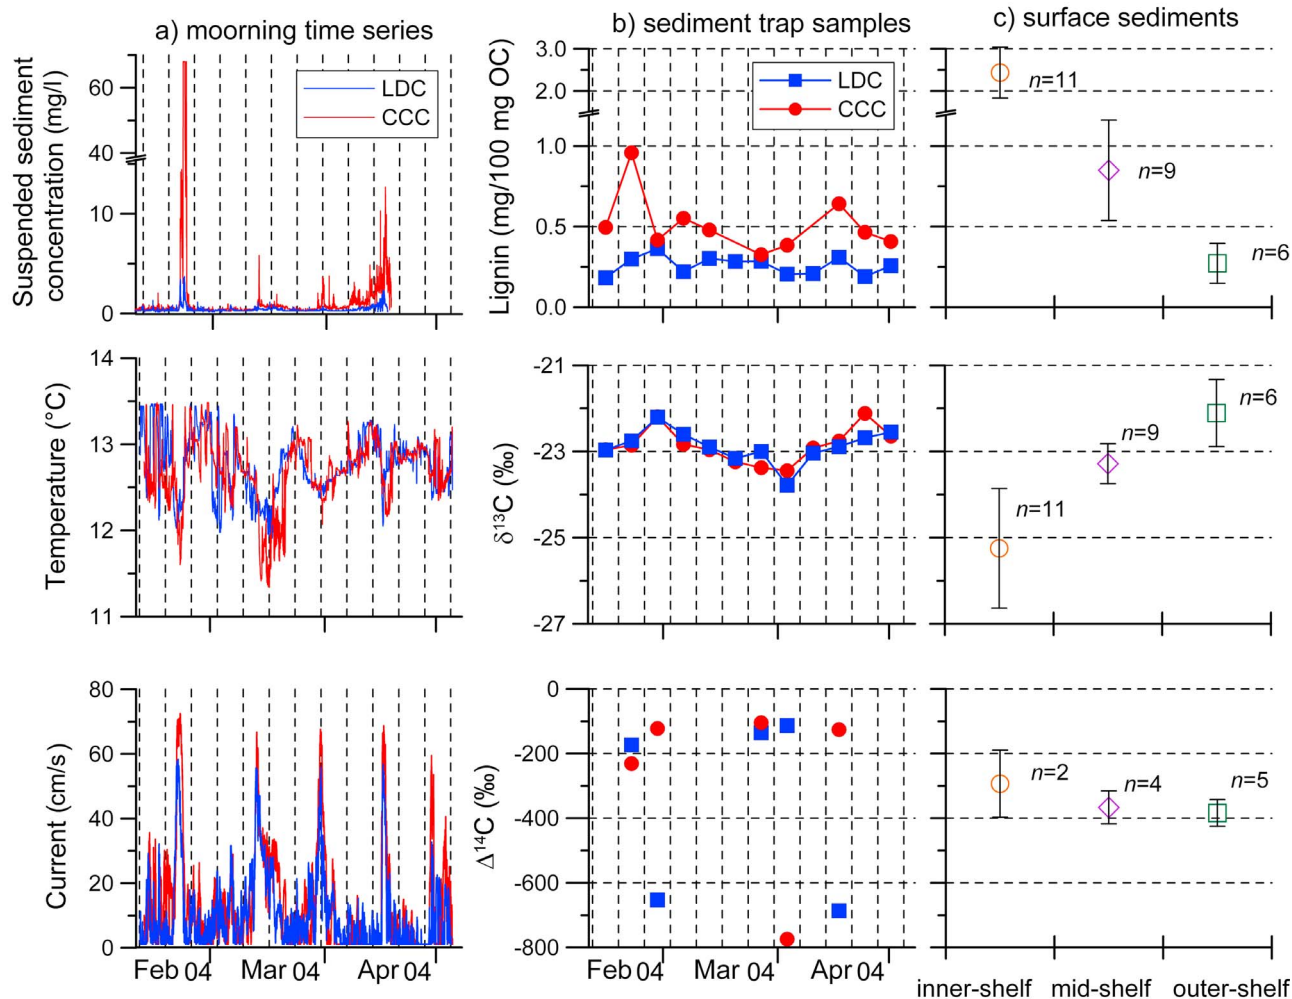 a) moorning time series
b) sediment trap samples
c) surface sediments
Suspended sediment
concentration (mg/l)
60
40
10
0
LDC
CCC
Lignin (mg/100 mg OC)
3.0
2.0
1.0
0.5
0.0
LDC
CCC
n=11
n=9
n=6
Temperature (°C)
14
13
12
11
δ13C (‰)
-21
-23
-25
-27
n=11
n=9
n=6
Current (cm/s)
80
60
40
20
0
Feb 04
Mar 04
Apr 04
Δ14C (‰)
0
-200
-400
-600
-800
Feb 04
Mar 04
Apr 04
n=2
n=4
n=5
inner-shelf
mid-shelf
outer-shelf